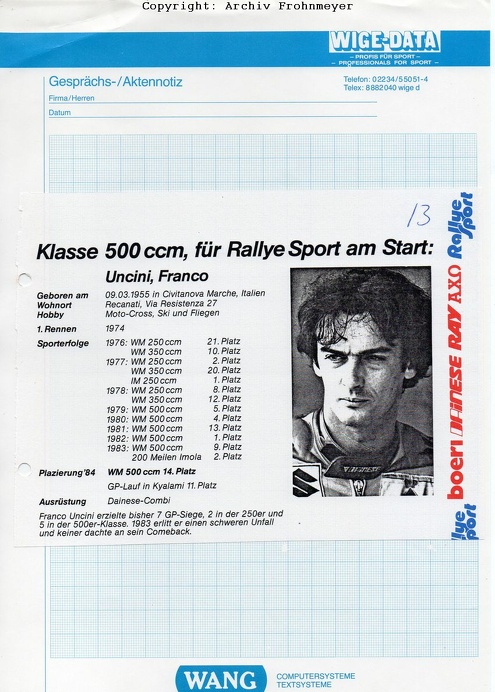 Copyright: Archiv Frohnmeyer
WIGE-DATA
– PROFIS FÜR SPORT –
– PROFESSIONALS FOR SPORT –
Gesprächs-/Aktennotiz
Telefon: 02234/55051-4
Telex: 8882040 wige d
Firma/Herren
Datum
13
Klasse 500 ccm, für Rallye Sport am Start:
Uncini, Franco
Geboren am 09.03.1955 in Civitanova Marche, Italien
Wohnort Recanati, Via Resistenza 27
Hobby Moto-Cross, Ski und Fliegen
1. Rennen 1974
Sporterfolge 1976: WM 250 ccm 21. Platz
WM 350 ccm 10. Platz
1977: WM 250 ccm 2. Platz
WM 350 ccm 20. Platz
IM 250 ccm 1. Platz
1978: WM 250 ccm 8. Platz
WM 350 ccm 12. Platz
1979: WM 500 ccm 5. Platz
1980: WM 500 ccm 4. Platz
1981: WM 500 ccm 13. Platz
1982: WM 500 ccm 1. Platz
1983: WM 500 ccm 9. Platz
200 Meilen Imola 2. Platz
Plazierung'84 WM 500 ccm 14. Platz
GP-Lauf in Kyalami 11. Platz
Ausrüstung Dainese-Combi
Franco Uncini erzielte bisher 7 GP-Siege, 2 in der 250er und
5 in der 500er-Klasse. 1983 erlitt er einen schweren Unfall
und keiner dachte an sein Comeback.
Rallye Sport
AXO
RAY
DAINESE
boeri
lye
port
WANG
COMPUTERSYSTEME
TEXTSYSTEME